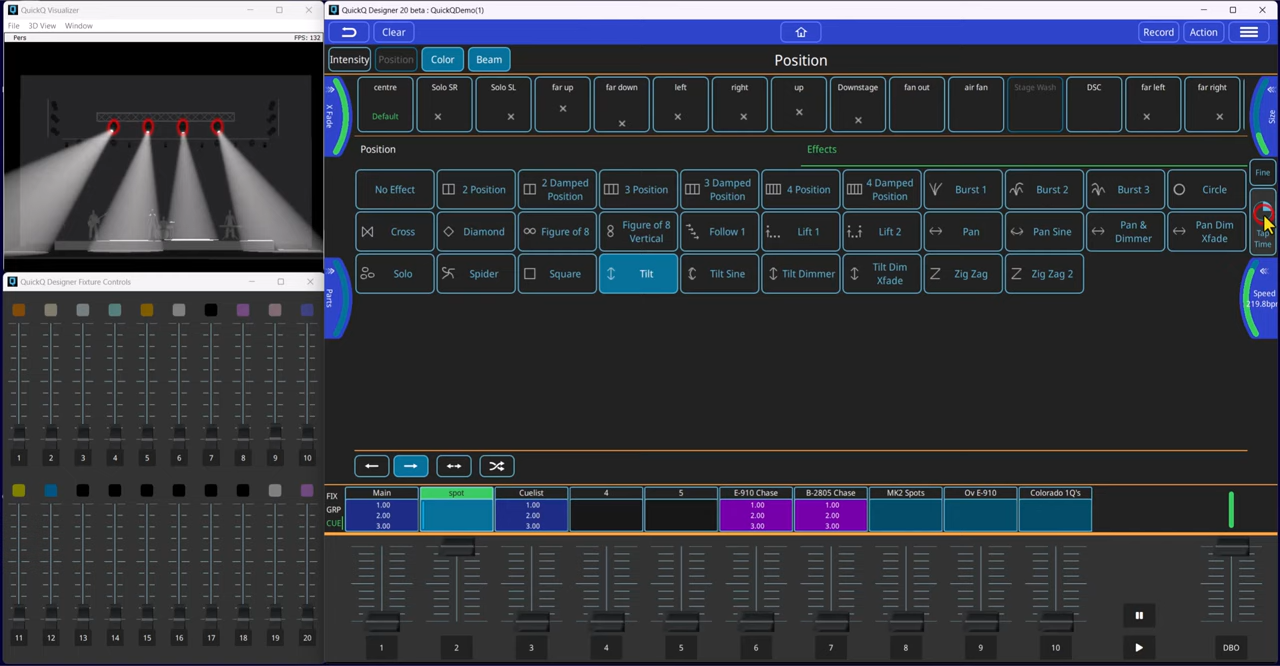 QuickQ Visualizer
File 3D View Window
Pers FPS: 132
QuickQ Designer Fixture Controls
1 2 3 4 5 6 7 8 9 10
11 12 13 14 15 16 17 18 19 20
QuickQ Designer 20 beta : QuickQDemo(1)
Clear Record Action
Intensity Position Color Beam Position
X Fade
centre Solo SR Solo SL far up far down left right up Downstage fan out air fan Stage Wash DSC far left far right
Default
Size
Position Effects
Fine
No Effect 2 Position 2 Damped Position 3 Position 3 Damped Position 4 Position 4 Damped Position Burst 1 Burst 2 Burst 3 Circle
Cross Diamond Figure of 8 Figure of 8 Vertical Follow 1 Lift 1 Lift 2 Pan Pan Sine Pan & Dimmer Pan Dim Xfade
Tap Time
Solo Spider Square Tilt Tilt Sine Tilt Dimmer Tilt Dim Xfade Zig Zag Zig Zag 2
Parts
Speed
219.8bpm
FIX Main spot Cuelist 4 5 E-910 Chase B-2805 Chase MK2 Spots Ov E-910 Colorado 1Q's
GRP
CUE
1.00 1.00 1.00 1.00
2.00 2.00 2.00 2.00
3.00 3.00 3.00 3.00
1 2 3 4 5 6 7 8 9 10 DBO